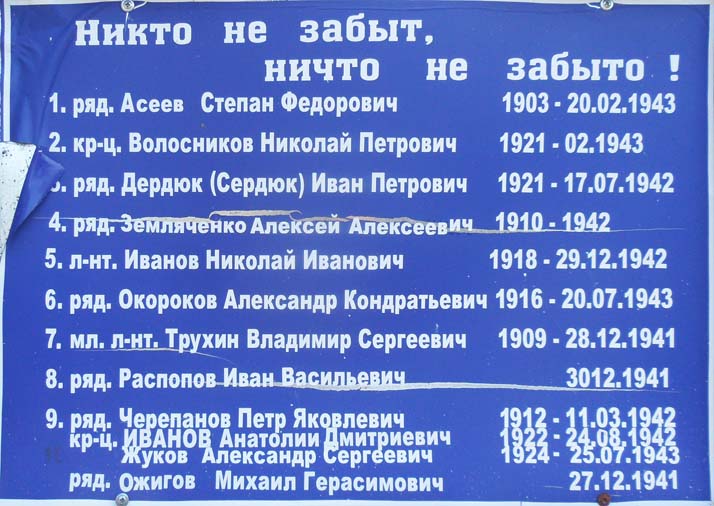 Никто не забыт,
ничто не забыто !
1. ряд. Асеев Степан Федорович 1903 - 20.02.1943
2. кр-ц. Волосников Николай Петрович 1921 - 02.1943
3. ряд. Дердюк (Сердюк) Иван Петрович 1921 - 17.07.1942
4. ряд. Земляченко Алексей Алексеевич 1910 - 1942
5. л-нт. Иванов Николай Иванович 1918 - 29.12.1942
6. ряд. Окороков Александр Кондратьевич 1916 - 20.07.1943
7. мл. л-нт. Трухин Владимир Сергеевич 1909 - 28.12.1941
8. ряд. Распопов Иван Васильевич 3012.1941
9. ряд. Черепанов Петр Яковлевич 1912 - 11.03.1942
кр-ц. ИВАНОВ Анатолии Дмитриевич 1922 - 24.08.1942
Жуков Александр Сергеевич 1924 - 25.07.1943
ряд. Ожигов Михаил Герасимович 27.12.1941